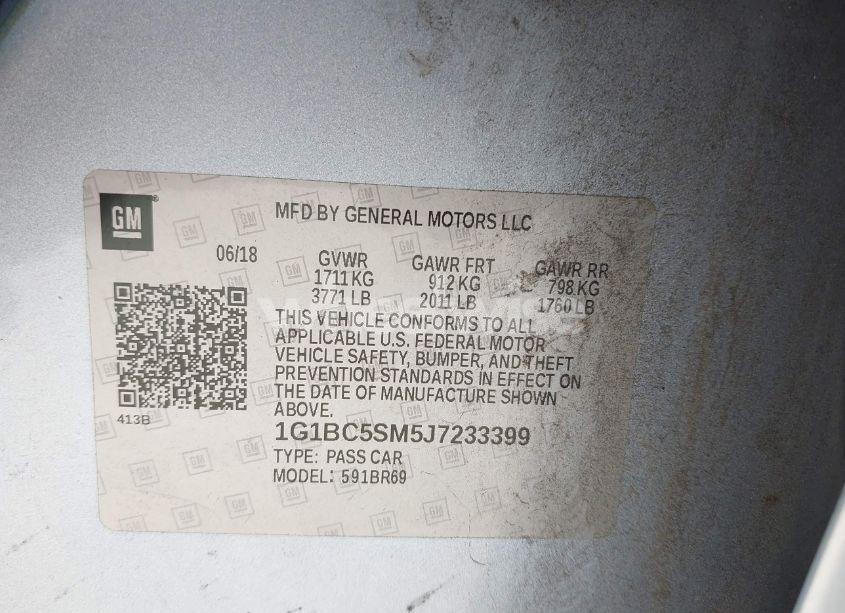 GM
MFD BY GENERAL MOTORS LLC
06/18
GVWR GAWR FRT GAWR RR
1711 KG 912 KG 798 KG
3771 LB 2011 LB 1760 LB
THIS VEHICLE CONFORMS TO ALL
APPLICABLE U.S. FEDERAL MOTOR
VEHICLE SAFETY, BUMPER, AND THEFT
PREVENTION STANDARDS IN EFFECT ON
THE DATE OF MANUFACTURE SHOWN
ABOVE.
413B
1G1BC5SM5J7233399
TYPE: PASS CAR
MODEL: 591BR69